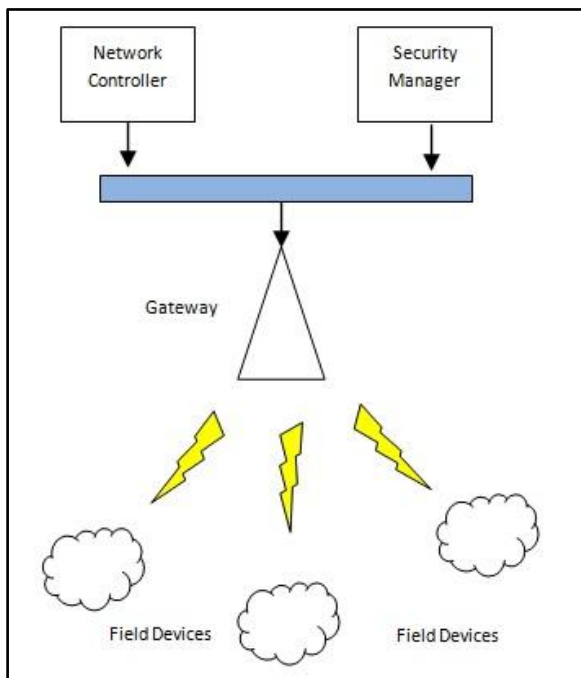 Network
Controller
Security
Manager
Gateway
Field Devices
Field Devices